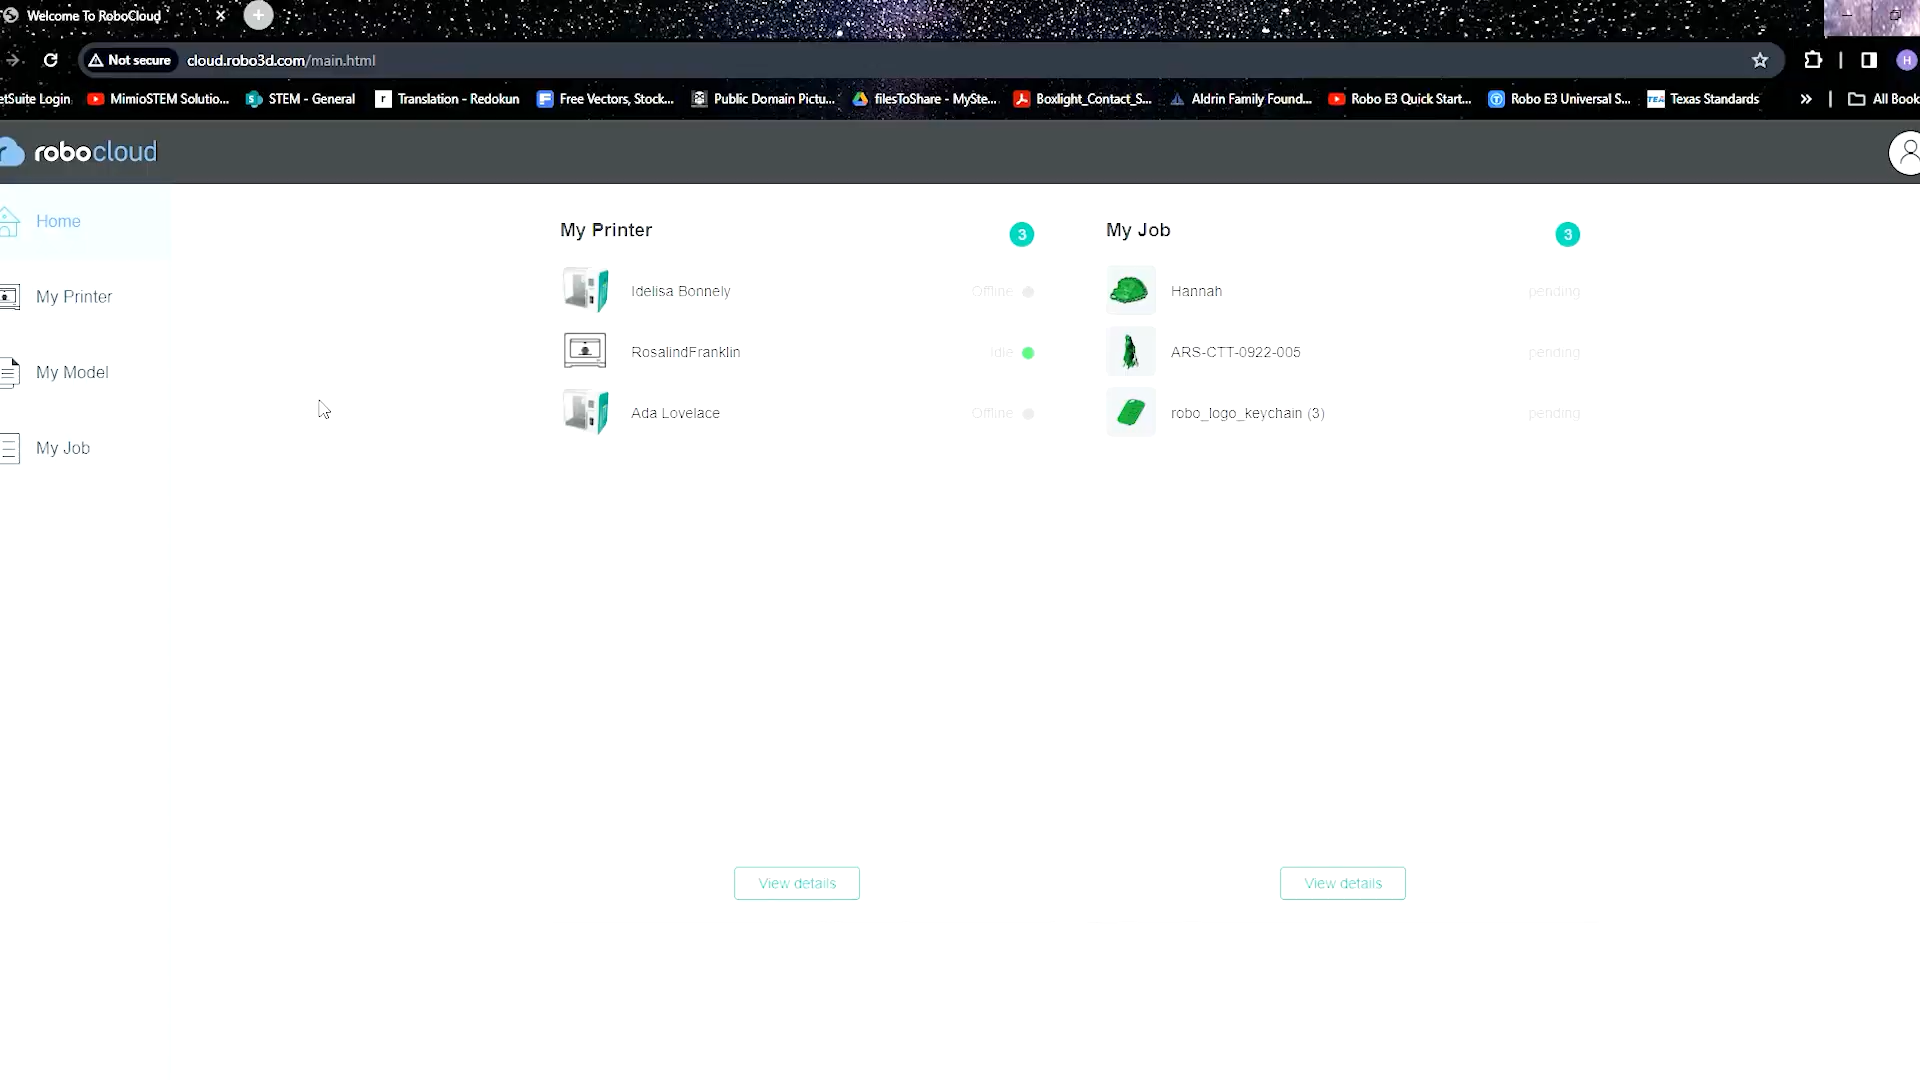 Welcome To RoboCloud
Not secure cloud.robo3d.com/main.html
etSuite Login MimioSTEM Solutio... STEM - General Translation - Redokun Free Vectors, Stock... Public Domain Pictu... filesToShare - MySte... Boxlight_Contact_S... Aldrin Family Found... Robo E3 Quick Start... Robo E3 Universal S... TEA Texas Standards » All Book
robocloud
Home
My Printer
My Model
My Job
My Printer 3
Idelisa Bonnely Offline
RosalindFranklin Idle
Ada Lovelace Offline
View details
My Job 3
Hannah pending
ARS-CTT-0922-005 pending
robo_logo_keychain (3) pending
View details